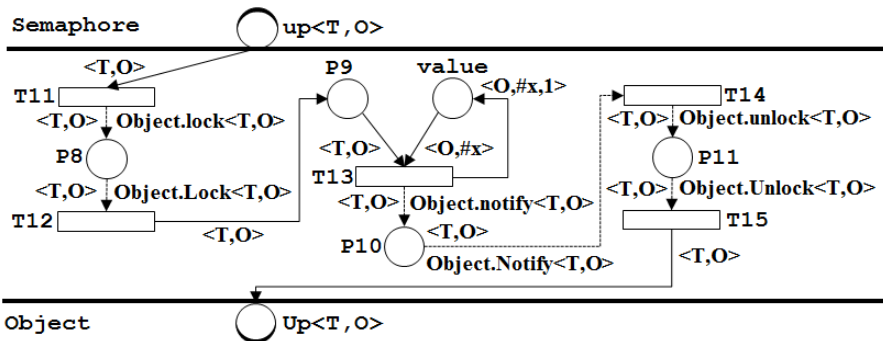 Semaphore up<T,O>
<T,O> P9 value
<O,#x,1>
T11 T14
<T,O> Object.lock<T,O> <T,O> Object.unlock<T,O>
P8 <T,O> <O,#x> P11
<T,O> Object.Lock<T,O> T13 <T,O> Object.Unlock<T,O>
T12 <T,O> Object.notify<T,O> T15
<T,O> <T,O> <T,O>
P10 Object.Notify<T,O>
Object Up<T,O>